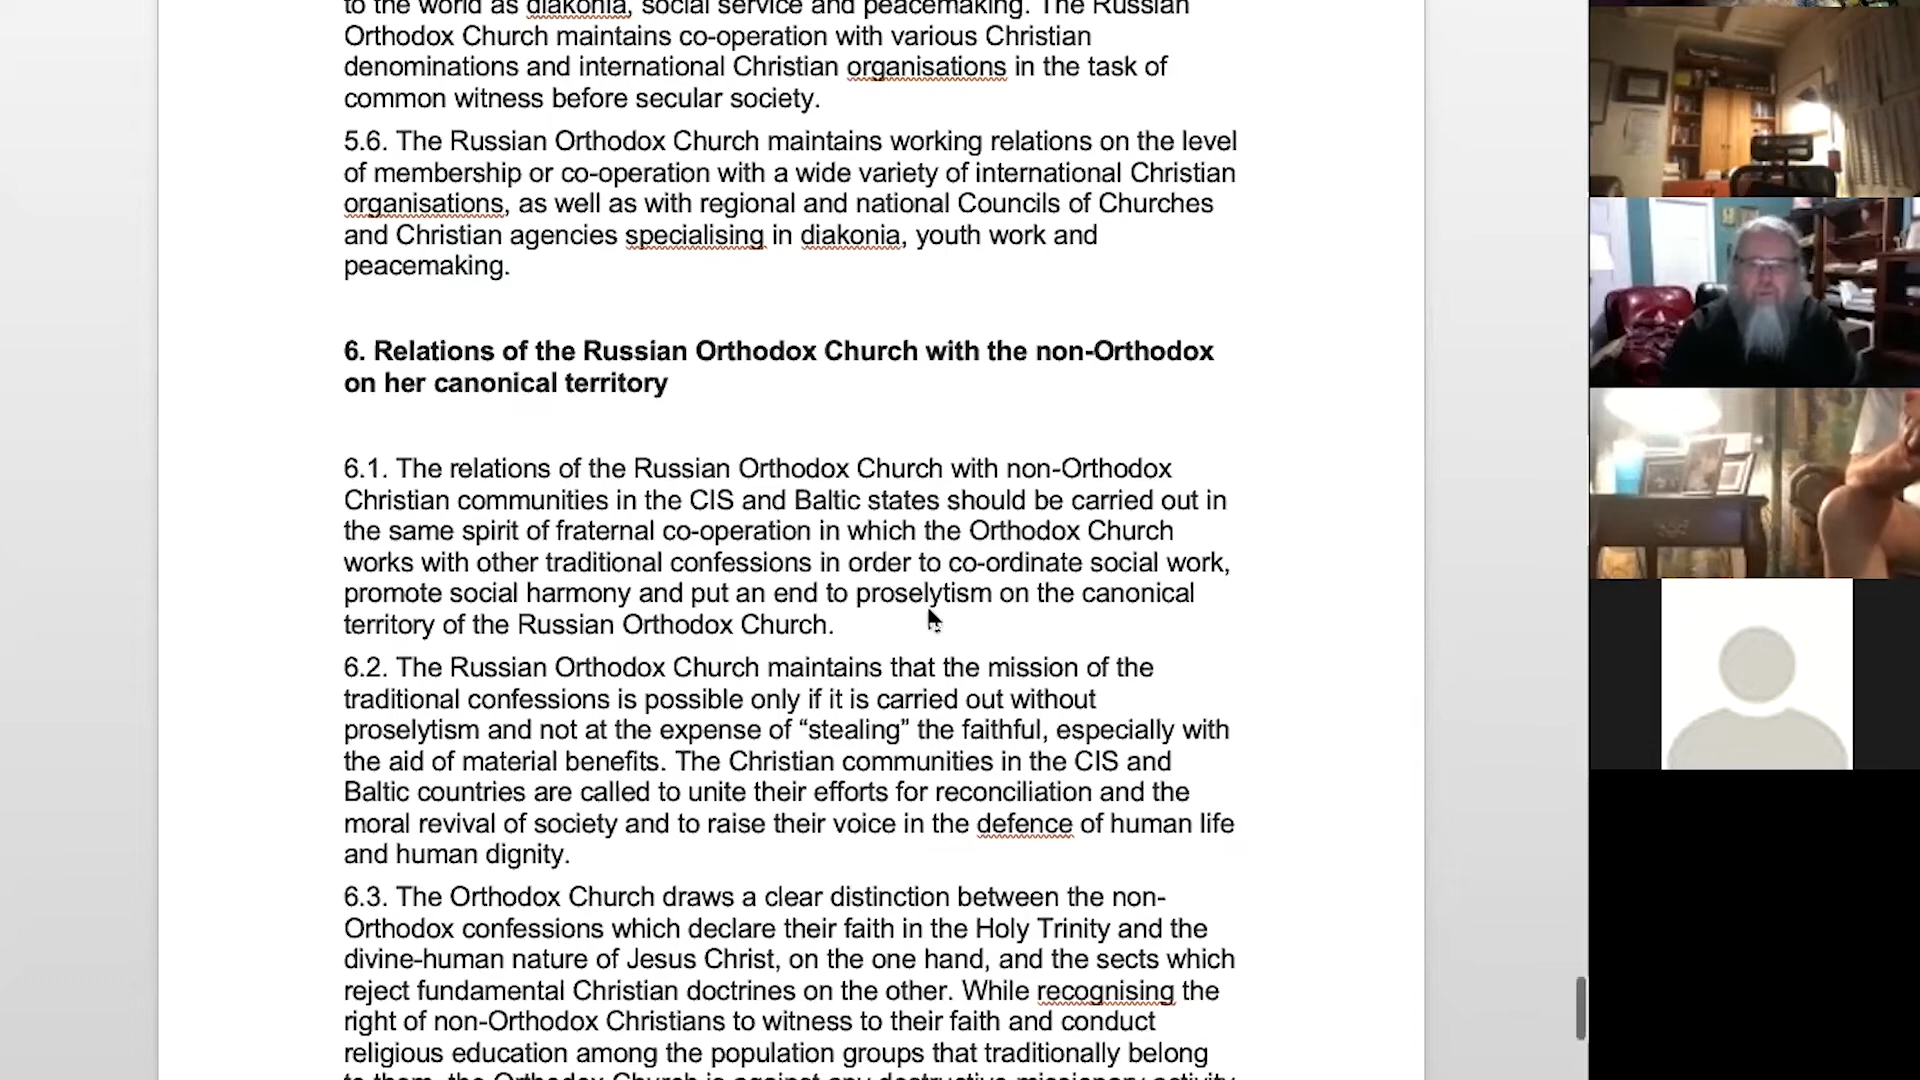 to the world as diakonia, social service and peacemaking. The Russian
Orthodox Church maintains co-operation with various Christian
denominations and international Christian organisations in the task of
common witness before secular society.
5.6. The Russian Orthodox Church maintains working relations on the level
of membership or co-operation with a wide variety of international Christian
organisations, as well as with regional and national Councils of Churches
and Christian agencies specialising in diakonia, youth work and
peacemaking.
6. Relations of the Russian Orthodox Church with the non-Orthodox
on her canonical territory
6.1. The relations of the Russian Orthodox Church with non-Orthodox
Christian communities in the CIS and Baltic states should be carried out in
the same spirit of fraternal co-operation in which the Orthodox Church
works with other traditional confessions in order to co-ordinate social work,
promote social harmony and put an end to proselytism on the canonical
territory of the Russian Orthodox Church.
6.2. The Russian Orthodox Church maintains that the mission of the
traditional confessions is possible only if it is carried out without
proselytism and not at the expense of “stealing” the faithful, especially with
the aid of material benefits. The Christian communities in the CIS and
Baltic countries are called to unite their efforts for reconciliation and the
moral revival of society and to raise their voice in the defence of human life
and human dignity.
6.3. The Orthodox Church draws a clear distinction between the non-
Orthodox confessions which declare their faith in the Holy Trinity and the
divine-human nature of Jesus Christ, on the one hand, and the sects which
reject fundamental Christian doctrines on the other. While recognising the
right of non-Orthodox Christians to witness to their faith and conduct
religious education among the population groups that traditionally belong
to them, the Orthodox Church is against any destructive missionary activity